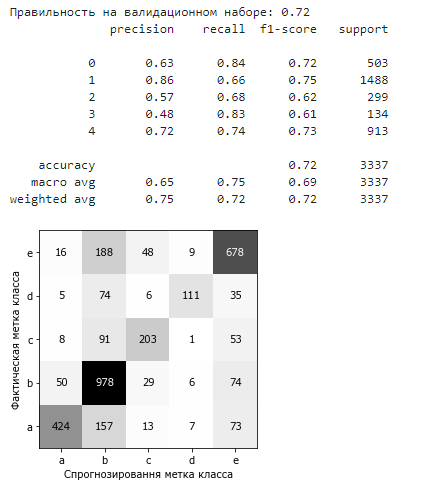 Правильность на валидационном наборе: 0.72
precision recall f1-score support
0 0.63 0.84 0.72 503
1 0.86 0.66 0.75 1488
2 0.57 0.68 0.62 299
3 0.48 0.83 0.61 134
4 0.72 0.74 0.73 913
accuracy 0.72 3337
macro avg 0.65 0.75 0.69 3337
weighted avg 0.75 0.72 0.72 3337
Фактическая метка класса
e 16 188 48 9 678
d 5 74 6 111 35
c 8 91 203 1 53
b 50 978 29 6 74
a 424 157 13 7 73
a b c d e
Спрогнозировання метка класса